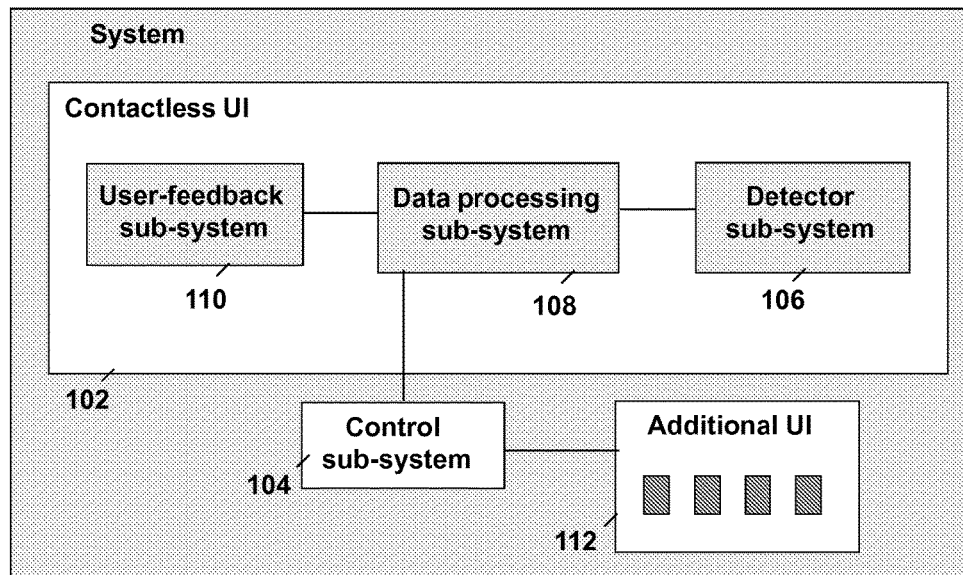 System
Contactless UI
User-feedback
sub-system
Data processing
sub-system
Detector
sub-system
110
108
106
102
Control
sub-system
104
Additional UI
112